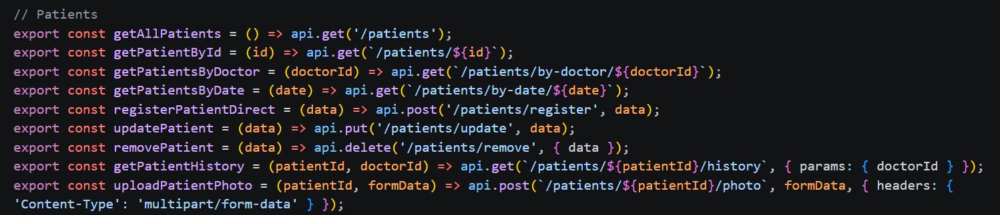 // Patients
export const getAllPatients = () => api.get('/patients');
export const getPatientById = (id) => api.get(`/patients/${id}`);
export const getPatientsByDoctor = (doctorId) => api.get(`/patients/by-doctor/${doctorId}`);
export const getPatientsByDate = (date) => api.get(`/patients/by-date/${date}`);
export const registerPatientDirect = (data) => api.post('/patients/register', data);
export const updatePatient = (data) => api.put('/patients/update', data);
export const removePatient = (data) => api.delete('/patients/remove', { data });
export const getPatientHistory = (patientId, doctorId) => api.get(`/patients/${patientId}/history`, { params: { doctorId } });
export const uploadPatientPhoto = (patientId, formData) => api.post(`/patients/${patientId}/photo`, formData, { headers: {
'Content-Type': 'multipart/form-data' } });